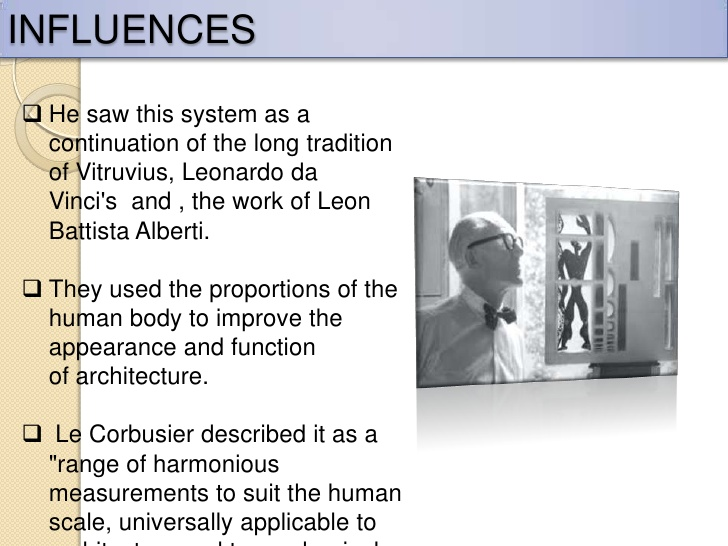 INFLUENCES
❑ He saw this system as a
continuation of the long tradition
of Vitruvius, Leonardo da
Vinci's  and , the work of Leon
Battista Alberti.
❑ They used the proportions of the
human body to improve the
appearance and function
of architecture.
❑ Le Corbusier described it as a
"range of harmonious
measurements to suit the human
scale, universally applicable to